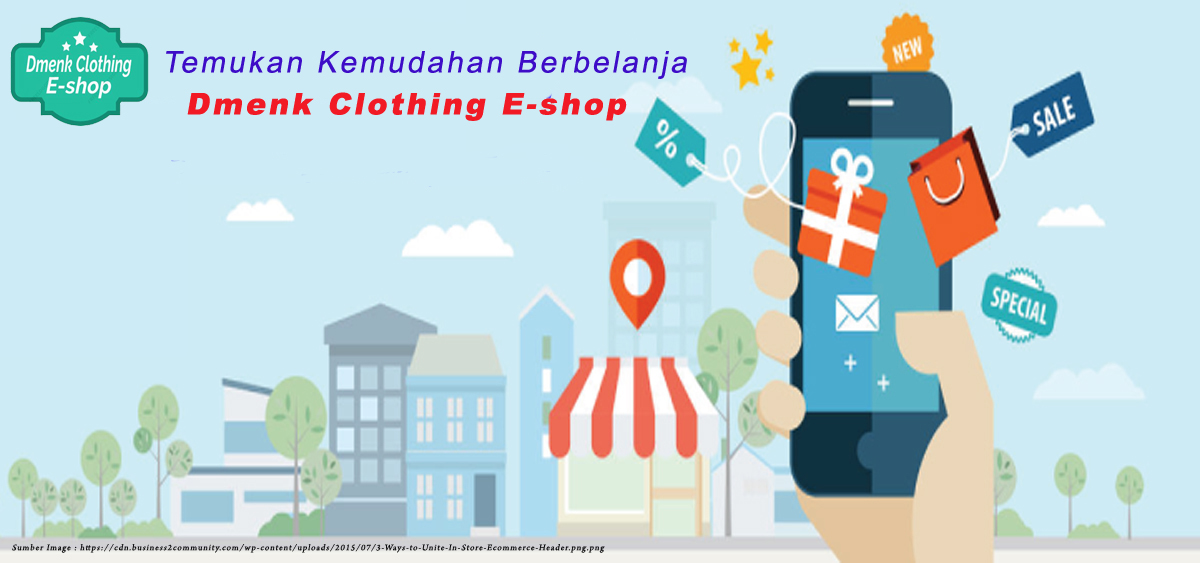 Dmenk Clothing
E-shop
Temukan Kemudahan Berbelanja
Dmenk Clothing E-shop
NEW
%
SALE
SPECIAL
Sumber Image : https://cdn.business2community.com/wp-content/uploads/2015/07/3-Ways-to-Unite-In-Store-Ecommerce-Header.png.png